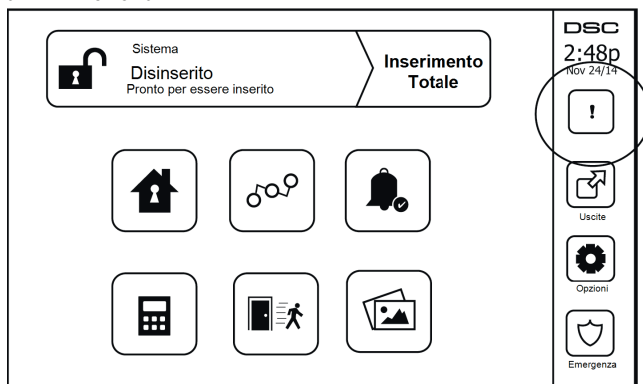 Sistema
Disinserito
Pronto per essere inserito
Inserimento
Totale
DSC
2:48p
Nov 24/14
!
Uscite
Opzioni
Emergenza